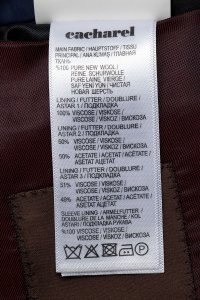 cacharel
MAIN FABRIC / HAUPTSTOFF / TISSU
PRINCIPAL / ANA KUMAŞ / ГЛАВНАЯ
ТКАНЬ
%100 PURE NEW WOOL /
REINE SCHURWOLLE
PURE LAINE VIERGE /
SAF YENİ YÜN / ЧИСТАЯ
НОВАЯ ШЕРСТЬ
LINING / FUTTER / DOUBLURE /
ASTAR 1 / ПОДКЛАДКА
100% VISCOSE / VISKOSE /
VISCOSE / VİSKOZ / ВИСКОЗА
LINING / FUTTER / DOUBLURE /
ASTAR 2 / ПОДКЛАДКА
50% VISCOSE / VISKOSE /
VISCOSE / VİSKOZ / ВИСКОЗА
50% ACETATE / ACETAT / ACÉTATE /
ASETAT / АЦЕТАТ
LINING / FUTTER / DOUBLURE /
ASTAR 3 / ПОДКЛАДКА
51% VISCOSE / VISKOSE /
VISCOSE / VİSKOZ / ВИСКОЗА
49% ACETATE / ACETAT / ACÉTATE /
ASETAT / АЦЕТАТ
SLEEVE LINING / ÄRMELFUTTER /
DOUBLURE DE LA MANCHE / KOL
ASTARI / ПОДКЛАДКА РУКАВА
%100 VISCOSE / VISKOSE /
VISCOSE / VİSKOZ / ВИСКОЗА